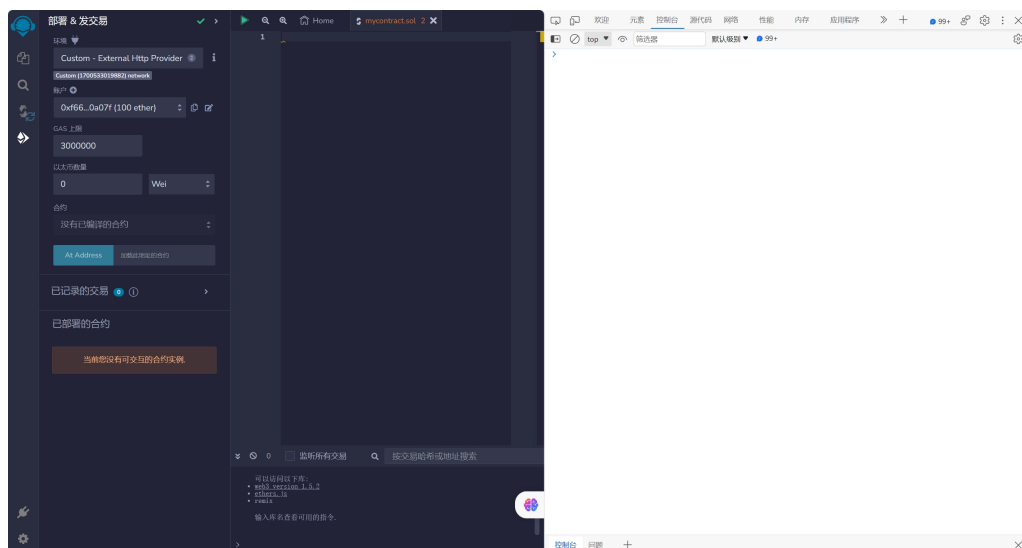 部署 & 发交易
环境
Custom - External Http Provider
Custom (1700533019882) network
账户
0xf66...0a07f (100 ether)
GAS 上限
3000000
以太币数量
0
Wei
合约
没有已编译的合约
At Address
加载此地址的合约
已记录的交易 0
已部署的合约
当前您没有可交互的合约实例.
Home
mycontract.sol 2
1
0
监听所有交易
按交易哈希或地址搜索
可以访问以下库:
• web3 version 1.5.2
• ethers.js
• remix
输入库名查看可用的指令.
>
欢迎
元素
控制台
源代码
网络
性能
内存
应用程序
99+
top
筛选器
默认级别
99+
>
控制台
问题